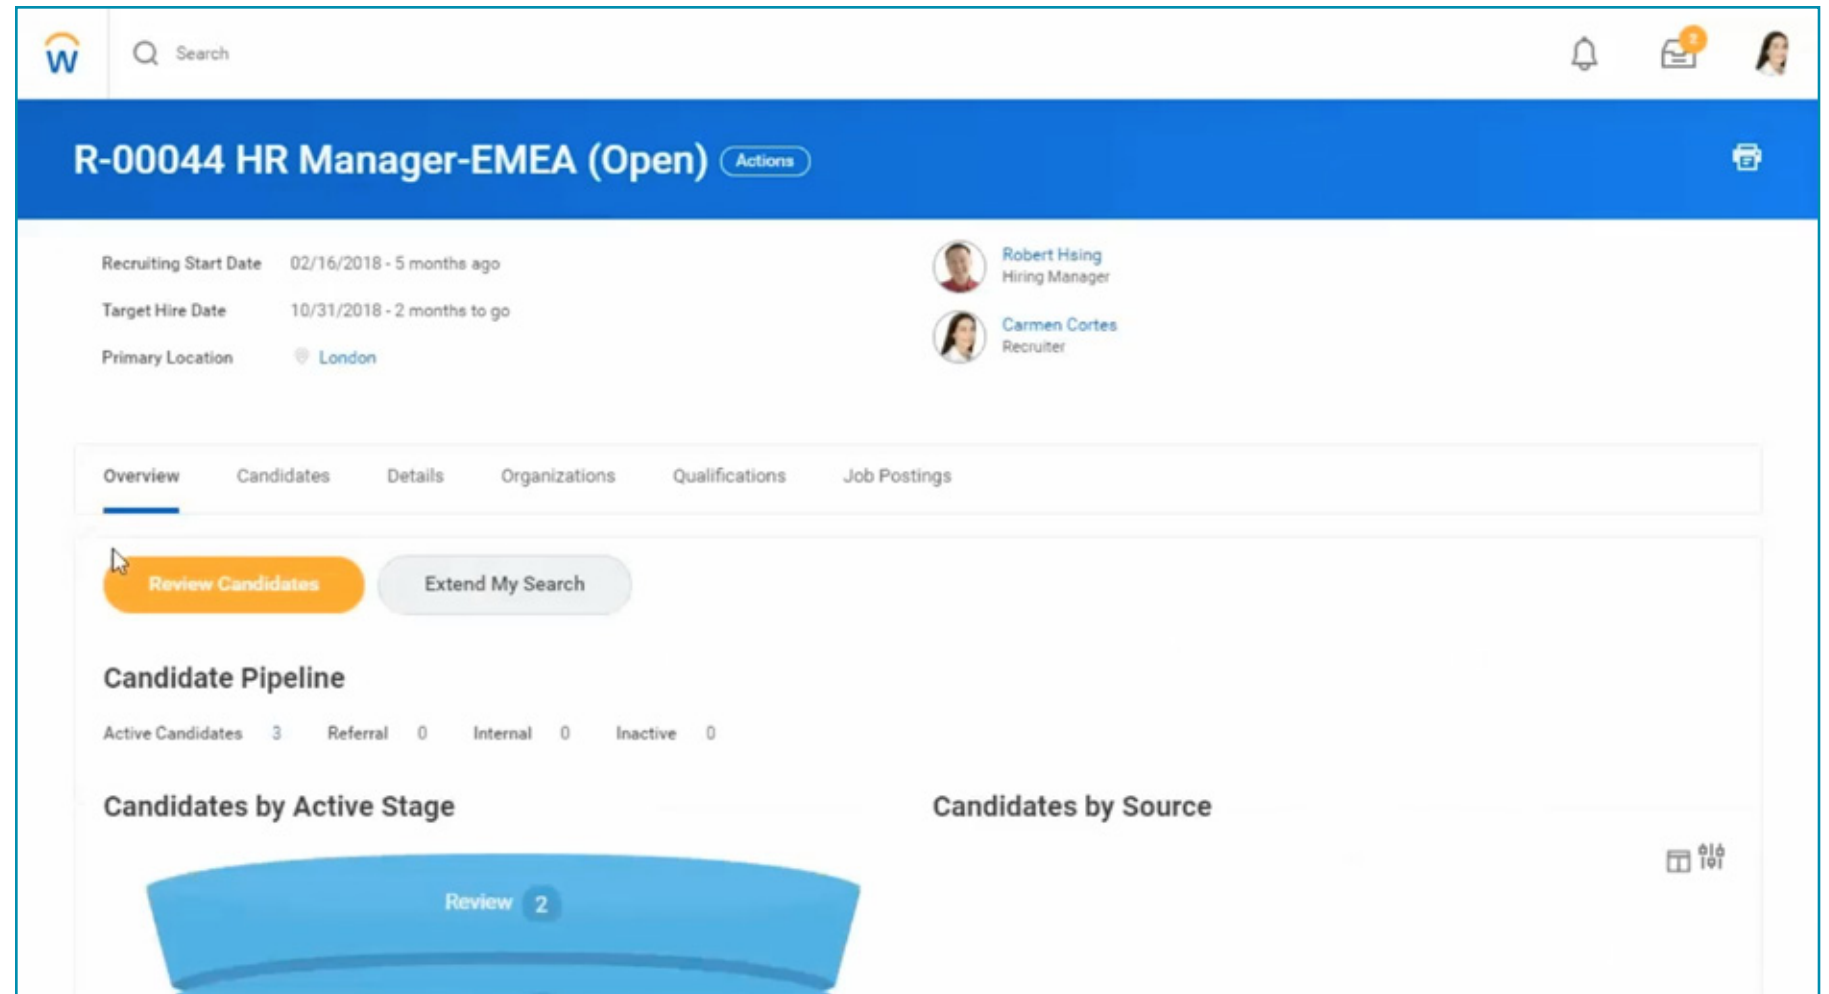 W
Search
2
R-00044 HR Manager-EMEA (Open) Actions
Recruiting Start Date 02/16/2018 - 5 months ago
Target Hire Date 10/31/2018 - 2 months to go
Primary Location London
Robert Hsing
Hiring Manager
Carmen Cortes
Recruiter
Overview Candidates Details Organizations Qualifications Job Postings
Review Candidates Extend My Search
Candidate Pipeline
Active Candidates 3 Referral 0 Internal 0 Inactive 0
Candidates by Active Stage
Review 2
Candidates by Source